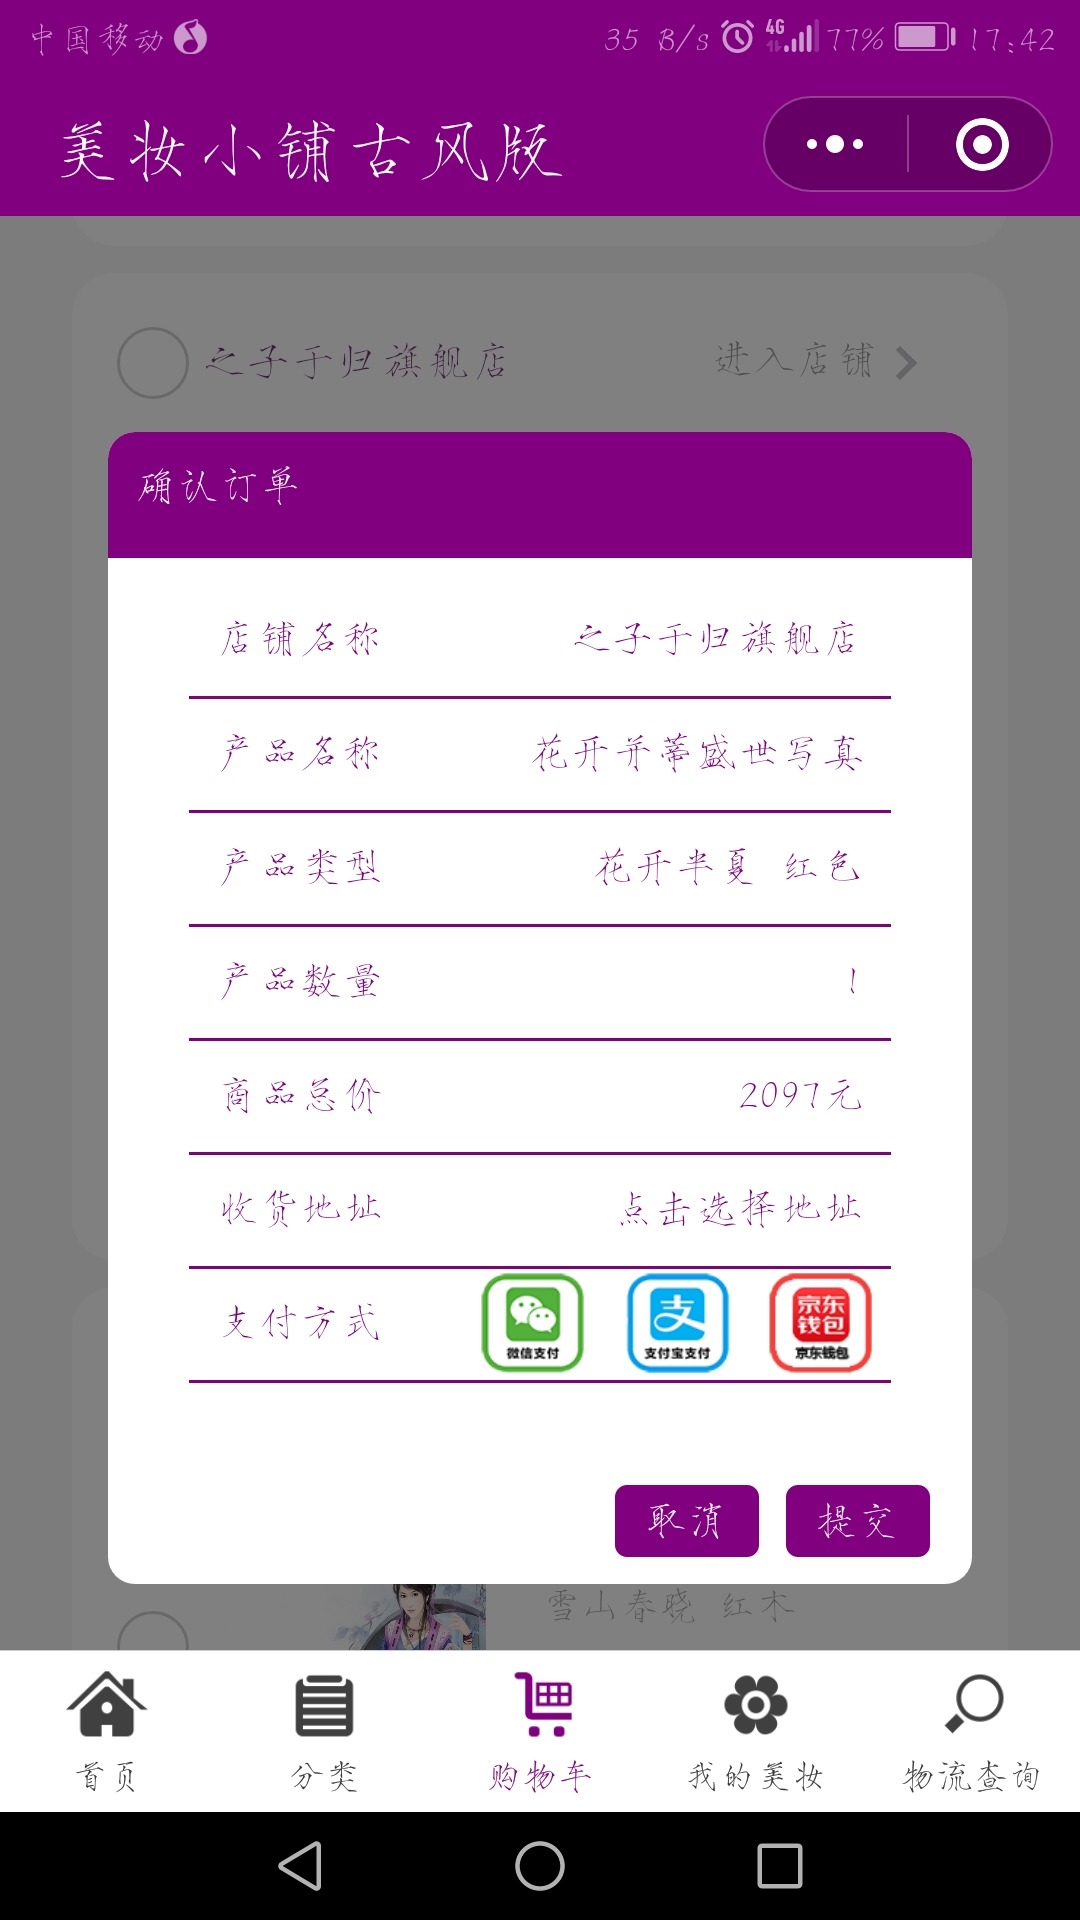 中国移动 35 B/s 4G 77% 17:42
美妆小铺古风版
之子于归旗舰店 进入店铺
确认订单
店铺名称 之子于归旗舰店
产品名称 花开并蒂盛世写真
产品类型 花开半夏 红色
产品数量 1
商品总价 2097元
收货地址 点击选择地址
支付方式 微信支付 支 支付宝支付 京东钱包 京东钱包
取消 提交
雪山春晓 红木
首页 分类 购物车 我的美妆 物流查询